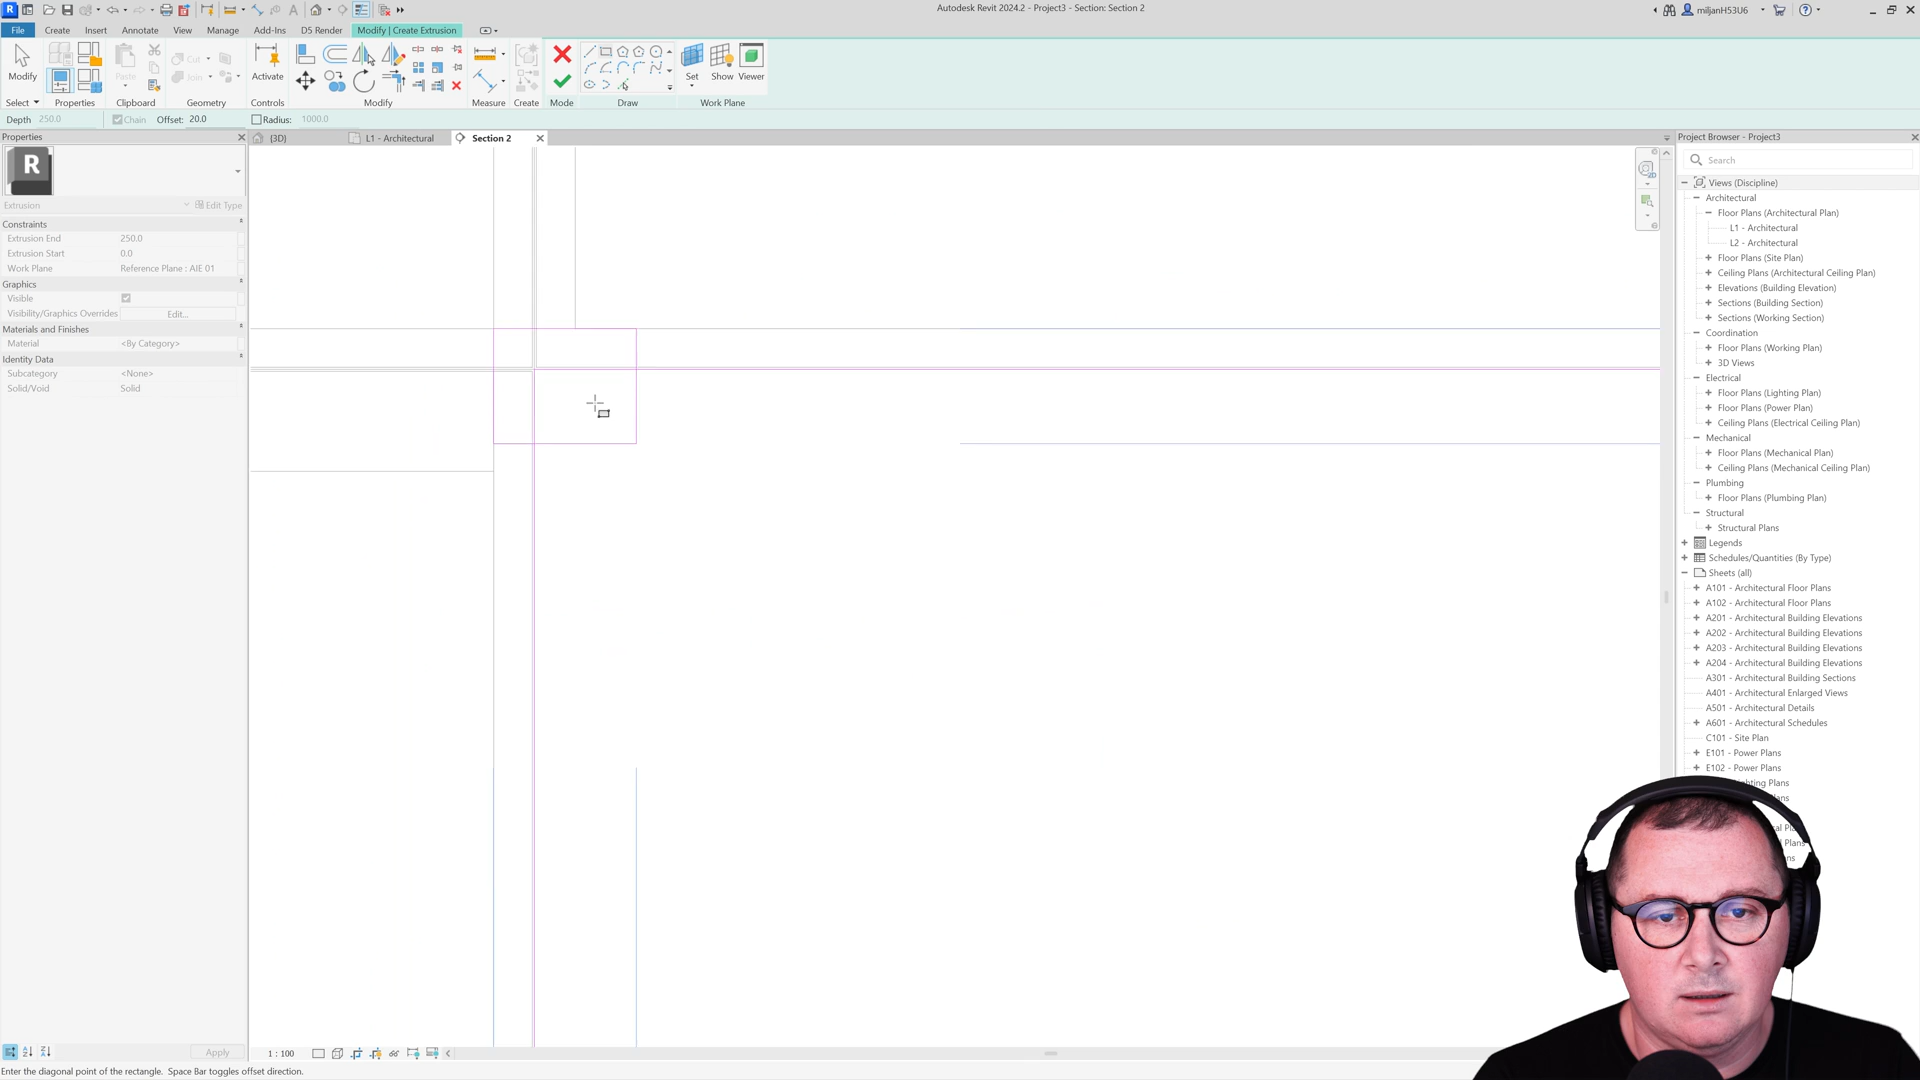 Autodesk Revit 2024.2 - Project3 - Section: Section 2
miljanH53U6
File
Create
Insert
Annotate
View
Manage
Add-Ins
D5 Render
Modify | Create Extrusion
Modify
Paste
Cut
Join
Activate
Set
Show
Viewer
Select
Properties
Clipboard
Geometry
Controls
Modify
Measure
Create
Mode
Draw
Work Plane
Depth
250.0
Chain
Offset:
20.0
Radius:
1000.0
Properties
{3D}
L1 - Architectural
Section 2
Project Browser - Project3
Search
R
Extrusion
Edit Type
Constraints
Extrusion End
250.0
Extrusion Start
0.0
Work Plane
Reference Plane : AIE 01
Graphics
Visible
Visibility/Graphics Overrides
Edit...
Materials and Finishes
Material
<By Category>
Identity Data
Subcategory
<None>
Solid/Void
Solid
Views (Discipline)
Architectural
Floor Plans (Architectural Plan)
L1 - Architectural
L2 - Architectural
Floor Plans (Site Plan)
Ceiling Plans (Architectural Ceiling Plan)
Elevations (Building Elevation)
Sections (Building Section)
Sections (Working Section)
Coordination
Floor Plans (Working Plan)
3D Views
Electrical
Floor Plans (Lighting Plan)
Floor Plans (Power Plan)
Ceiling Plans (Electrical Ceiling Plan)
Mechanical
Floor Plans (Mechanical Plan)
Ceiling Plans (Mechanical Ceiling Plan)
Plumbing
Floor Plans (Plumbing Plan)
Structural
Structural Plans
Legends
Schedules/Quantities (By Type)
Sheets (all)
A101 - Architectural Floor Plans
A102 - Architectural Floor Plans
A201 - Architectural Building Elevations
A202 - Architectural Building Elevations
A203 - Architectural Building Elevations
A204 - Architectural Building Elevations
A301 - Architectural Building Sections
A401 - Architectural Enlarged Views
A501 - Architectural Details
A601 - Architectural Schedules
C101 - Site Plan
E101 - Power Plans
E102 - Power Plans
Plans
Apply
1 : 100
Enter the diagonal point of the rectangle. Space Bar toggles offset direction.